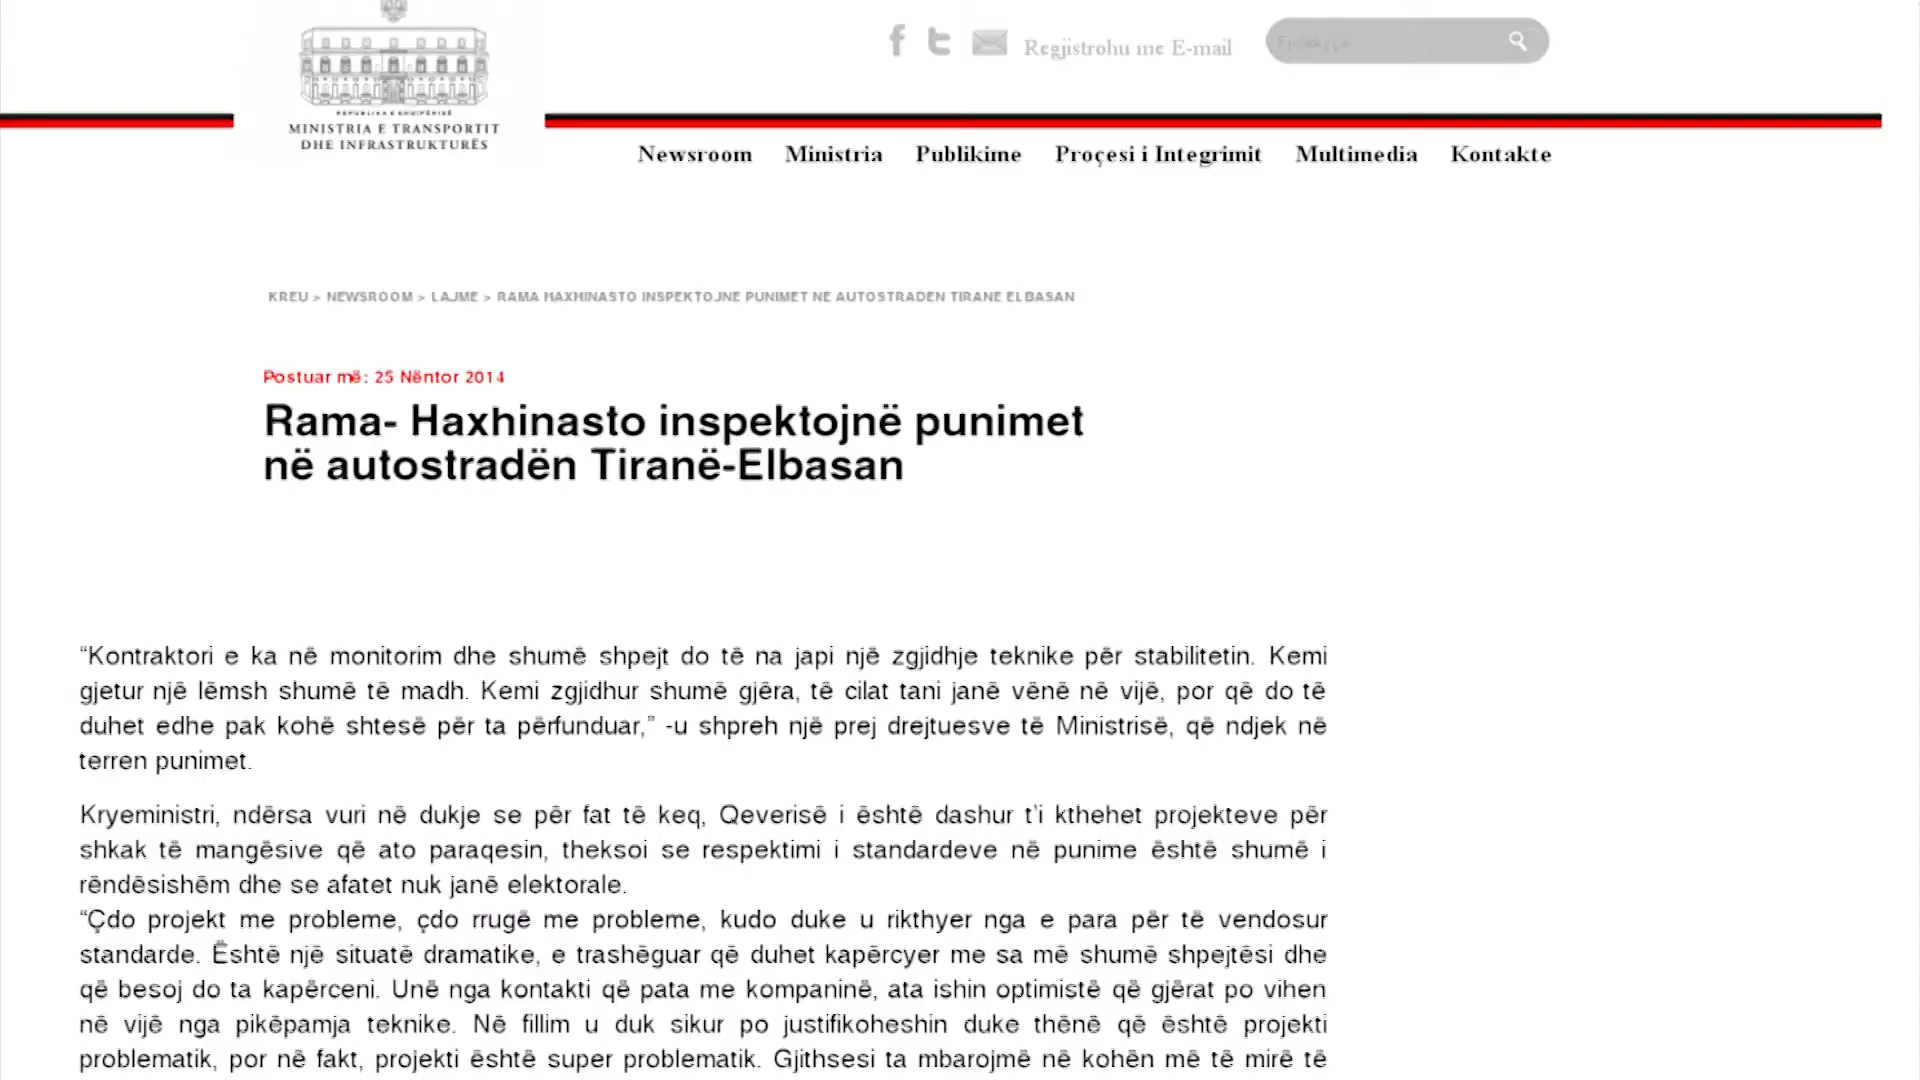 Regjistrohu me E-mail
REPUBLIKA E SHQIPËRISË
MINISTRIA E TRANSPORTIT
DHE INFRASTRUKTURËS
Newsroom Ministria Publikime Proçesi i Integrimit Multimedia Kontakte
KREU > NEWSROOM > LAJME > RAMA HAXHINASTO INSPEKTOJNE PUNIMET NE AUTOSTRADEN TIRANE ELBASAN
Postuar më: 25 Nëntor 2014
Rama- Haxhinasto inspektojnë punimet
në autostradën Tiranë-Elbasan
“Kontraktori e ka në monitorim dhe shumë shpejt do të na japi një zgjidhje teknike për stabilitetin. Kemi
gjetur një lëmsh shumë të madh. Kemi zgjidhur shumë gjëra, të cilat tani janë vënë në vijë, por që do të
duhet edhe pak kohë shtesë për ta përfunduar,” -u shpreh një prej drejtuesve të Ministrisë, që ndjek në
terren punimet.
Kryeministri, ndërsa vuri në dukje se për fat të keq, Qeverisë i është dashur t’i kthehet projekteve për
shkak të mangësive që ato paraqesin, theksoi se respektimi i standardeve në punime është shumë i
rëndësishëm dhe se afatet nuk janë elektorale.
“Çdo projekt me probleme, çdo rrugë me probleme, kudo duke u rikthyer nga e para për të vendosur
standarde. Është një situatë dramatike, e trashëguar që duhet kapërcyer me sa më shumë shpejtësi dhe
që besoj do ta kapërceni. Unë nga kontakti që pata me kompaninë, ata ishin optimistë që gjërat po vihen
në vijë nga pikëpamja teknike. Në fillim u duk sikur po justifikoheshin duke thënë që është projekti
problematik, por në fakt, projekti është super problematik. Gjithsesi ta mbarojmë në kohën më të mirë të